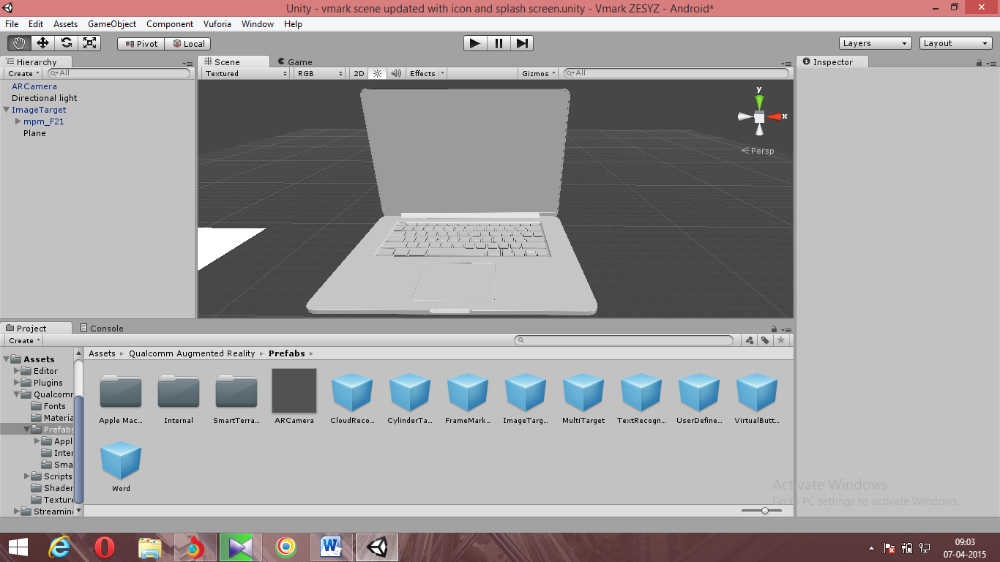 Unity - vmark scene updated with icon and splash screen.unity - Vmark ZESYZ - Android*
File Edit Assets GameObject Component Vuforia Window Help
Pivot Local Layers Layout
Hierarchy
Create All
ARCamera
Directional light
ImageTarget
mpm_F21
Plane
Scene Game
Textured RGB 2D Effects Gizmos All
y
x
Persp
Inspector
Project Console
Create
Assets
Editor
Plugins
Qualcomm
Fonts
Materia
Prefabs
Appl
Inter
Sma
Scripts
Shader
Texture
Streamin
Assets Qualcomm Augmented Reality Prefabs
Apple Mac... Internal SmartTerra... ARCamera CloudReco... CylinderTa... FrameMark... ImageTarg... MultiTarget TextRecogn... UserDefine... VirtualButt...
Word
Activate Windows
Go to PC settings to activate Windows.
09:03
07-04-2015